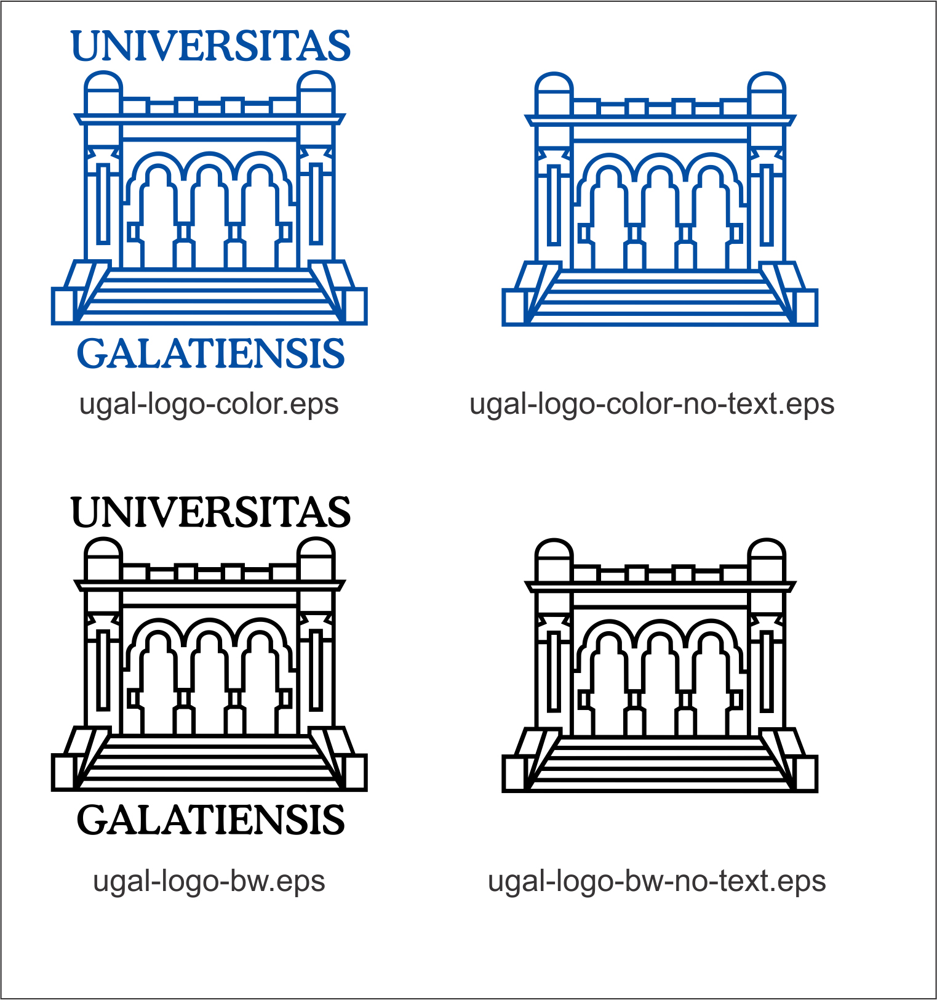 UNIVERSITAS
GALATIENSIS
ugal-logo-color.eps
ugal-logo-color-no-text.eps
UNIVERSITAS
GALATIENSIS
ugal-logo-bw.eps
ugal-logo-bw-no-text.eps